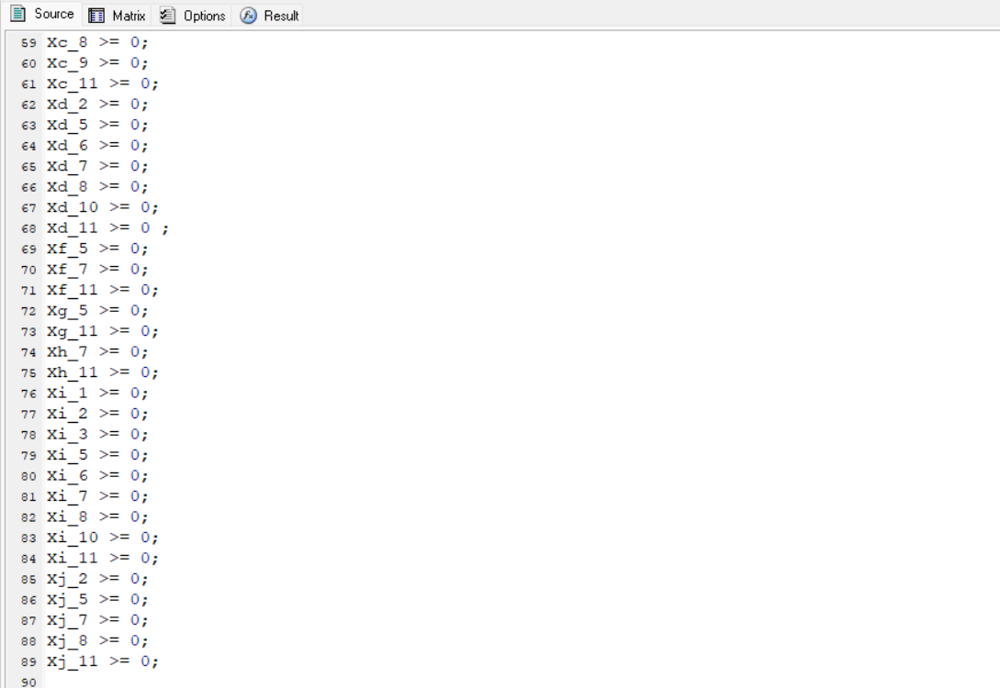 Source Matrix Options Result
59 Xc_8 >= 0;
60 Xc_9 >= 0;
61 Xc_11 >= 0;
62 Xd_2 >= 0;
63 Xd_5 >= 0;
64 Xd_6 >= 0;
65 Xd_7 >= 0;
66 Xd_8 >= 0;
67 Xd_10 >= 0;
68 Xd_11 >= 0 ;
69 Xf_5 >= 0;
70 Xf_7 >= 0;
71 Xf_11 >= 0;
72 Xg_5 >= 0;
73 Xg_11 >= 0;
74 Xh_7 >= 0;
75 Xh_11 >= 0;
76 Xi_1 >= 0;
77 Xi_2 >= 0;
78 Xi_3 >= 0;
79 Xi_5 >= 0;
80 Xi_6 >= 0;
81 Xi_7 >= 0;
82 Xi_8 >= 0;
83 Xi_10 >= 0;
84 Xi_11 >= 0;
85 Xj_2 >= 0;
86 Xj_5 >= 0;
87 Xj_7 >= 0;
88 Xj_8 >= 0;
89 Xj_11 >= 0;
90